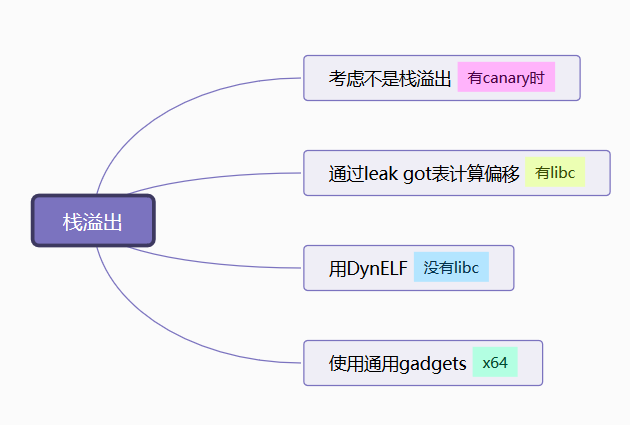 考虑不是栈溢出 有canary时
通过leak got表计算偏移 有libc
栈溢出
用DynELF 没有libc
使用通用gadgets x64